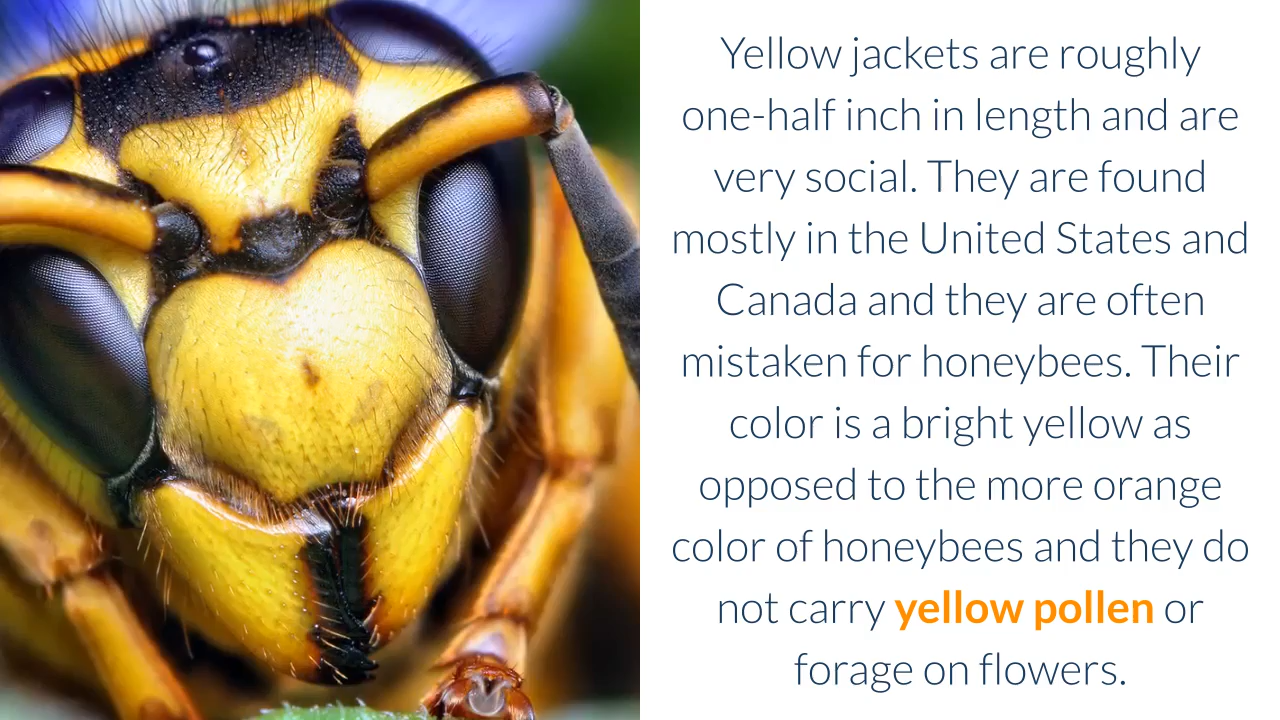 Yellow jackets are roughly
one-half inch in length and are
very social. They are found
mostly in the United States and
Canada and they are often
mistaken for honeybees. Their
color is a bright yellow as
opposed to the more orange
color of honeybees and they do
not carry yellow pollen or
forage on flowers.